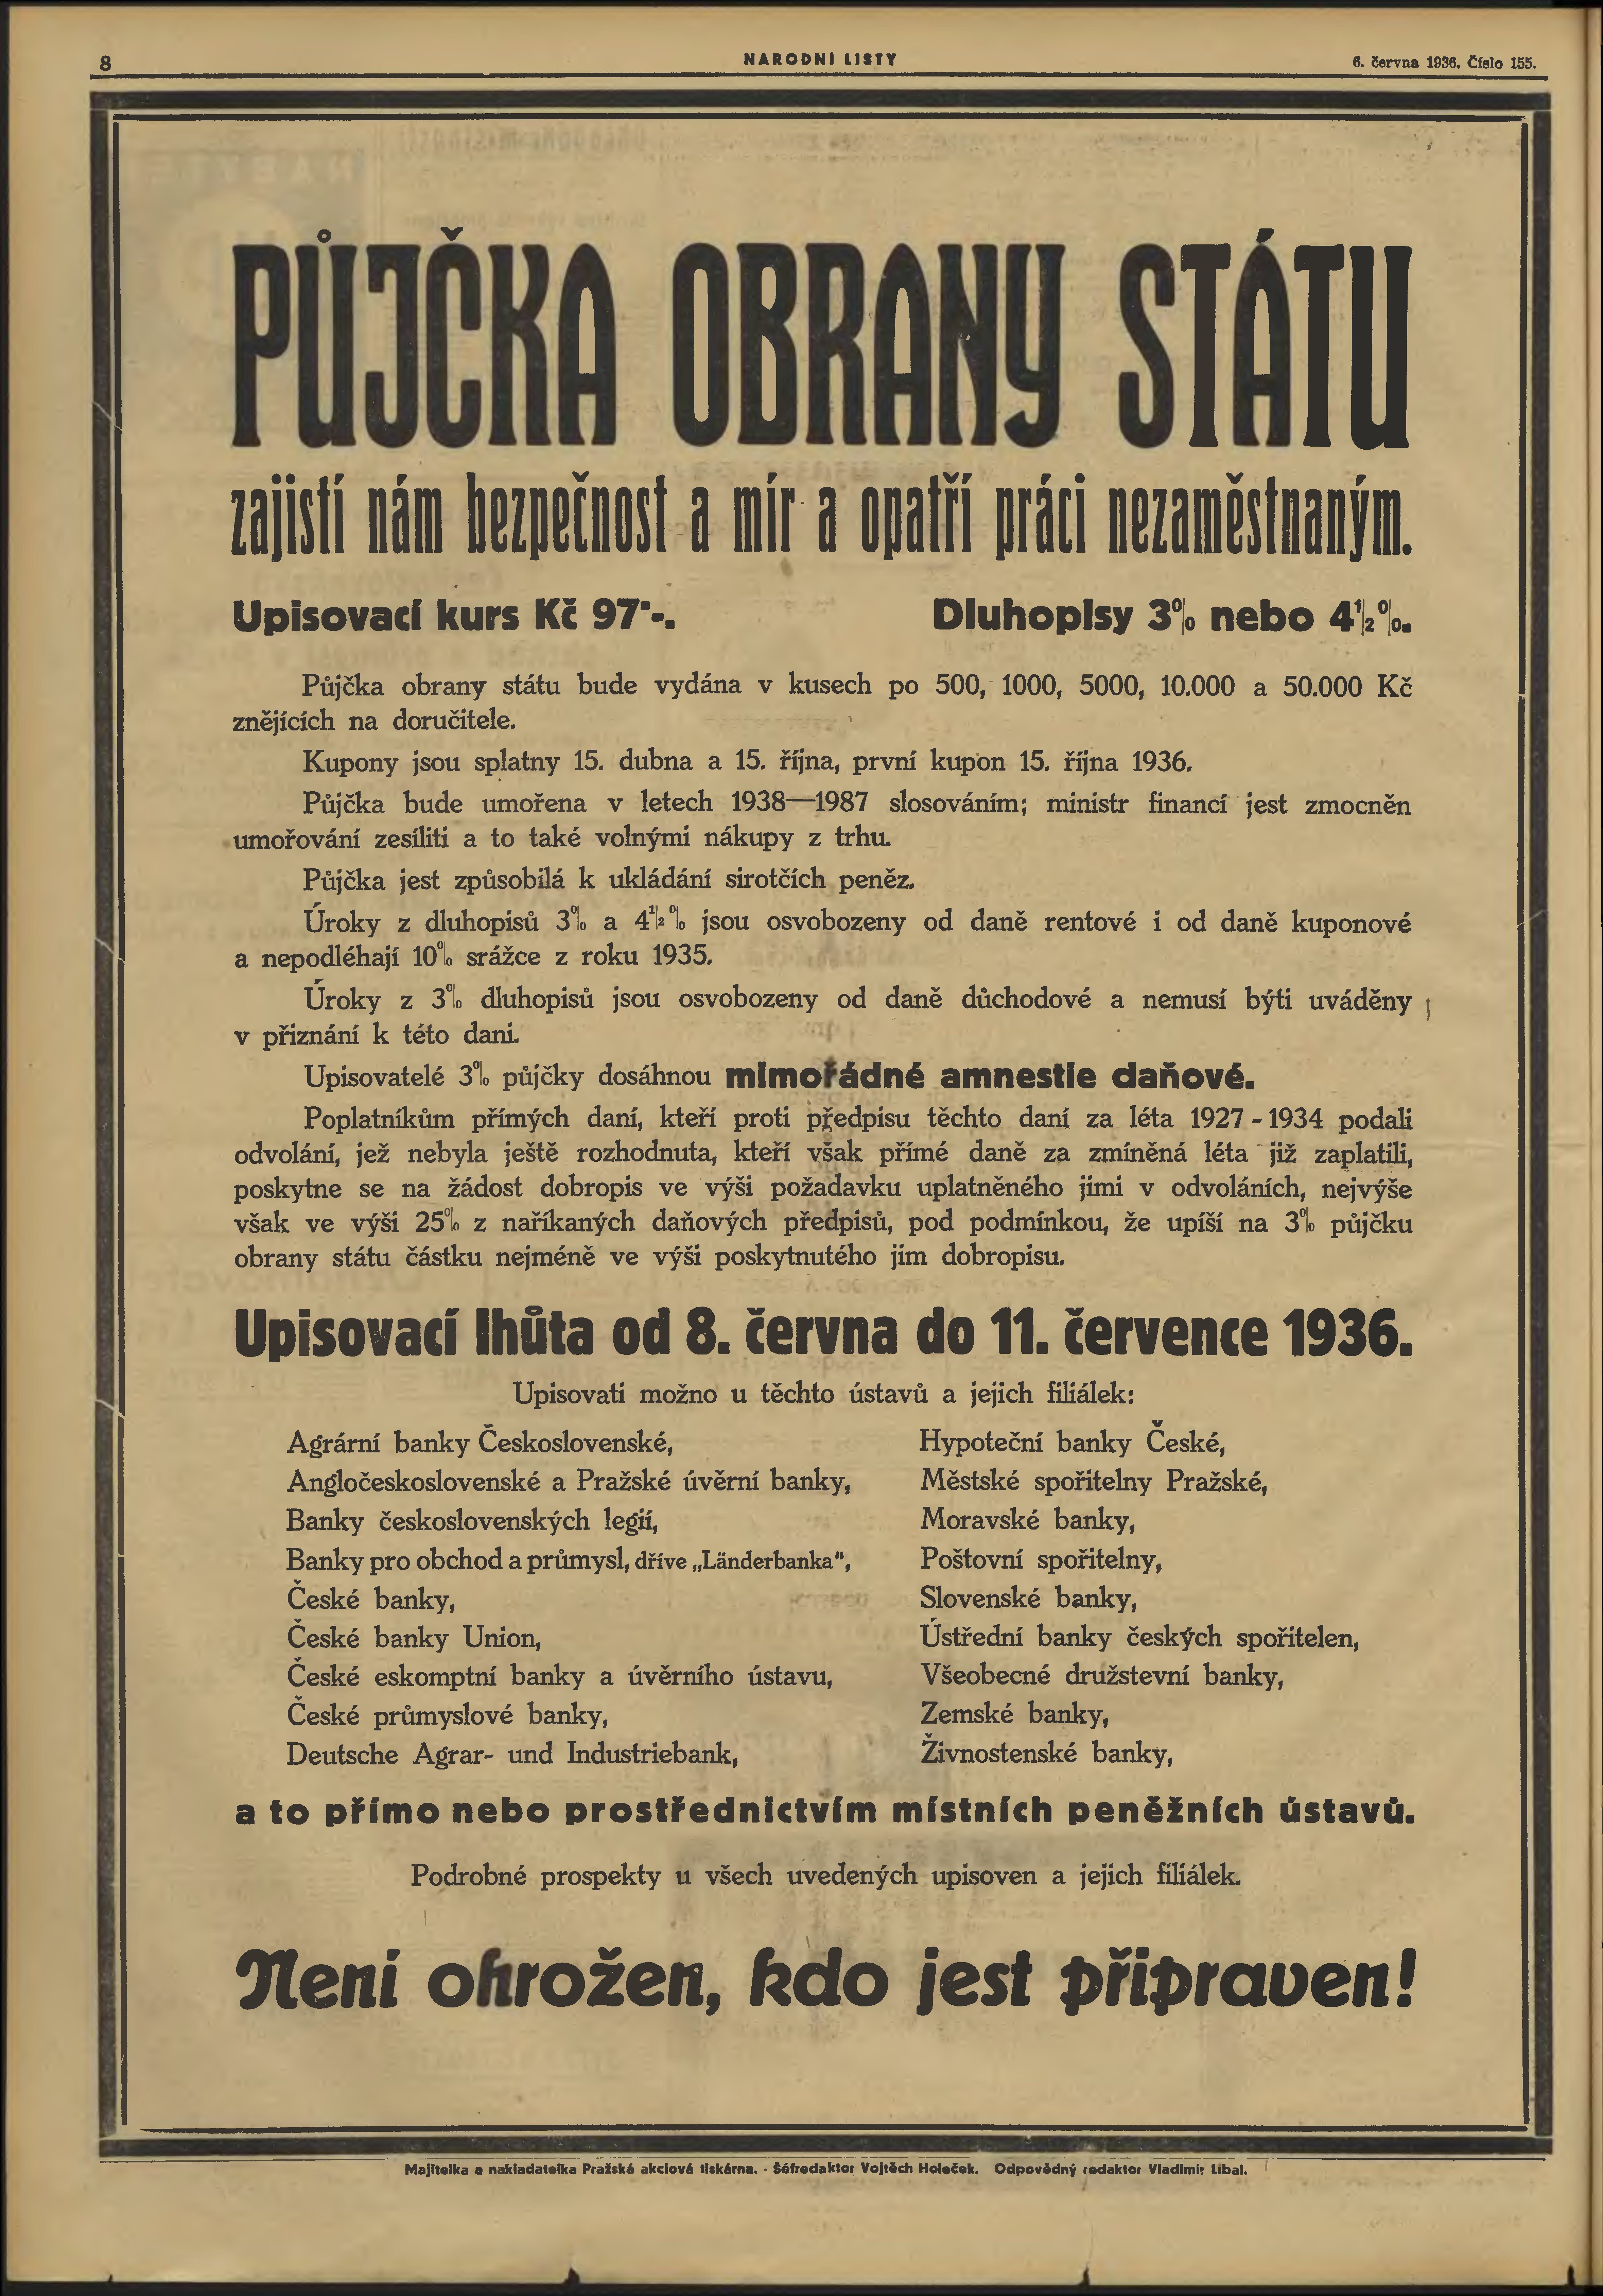 8
NÁRODNÍ LISTY
6. června 1936. Číslo 155.
PŮJČKA OBRANY STÁTU
zajistí nám bezpečnost a mír a opatří práci nezaměstnaným.
Upisovací kurs Kč 97·-.
Dluhopisy 3% nebo 4½%.
Půjčka obrany státu bude vydána v kusech po 500, 1000, 5000, 10.000 a 50.000 Kč
znějících na doručitele.
Kupony jsou splatny 15. dubna a 15. října, první kupon 15. října 1936.
Půjčka bude umořena v letech 1938—1987 slosováním; ministr financí jest zmocněn
umořování zesíliti a to také volnými nákupy z trhu.
Půjčka jest způsobilá k ukládání sirotčích peněz.
Úroky z dluhopisů 3% a 4½% jsou osvobozeny od daně rentové i od daně kuponové
a nepodléhají 10% srážce z roku 1935.
Úroky z 3% dluhopisů jsou osvobozeny od daně důchodové a nemusí býti uváděny
v přiznání k této dani.
Upisovatelé 3% půjčky dosáhnou mimořádné amnestie daňové.
Poplatníkům přímých daní, kteří proti předpisu těchto daní za léta 1927 - 1934 podali
odvolání, jež nebyla ještě rozhodnuta, kteří však přímé daně za zmíněná léta již zaplatili,
poskytne se na žádost dobropis ve výši požadavku uplatněného jimi v odvoláních, nejvýše
však ve výši 25% z naříkaných daňových předpisů, pod podmínkou, že upíší na 3% půjčku
obrany státu částku nejméně ve výši poskytnutého jim dobropisu.
Upisovací lhůta od 8. června do 11. července 1936.
Upisovati možno u těchto ústavů a jejich filiálek:
Agrární banky Československé,
Angločeskoslovenské a Pražské úvěrní banky,
Banky československých legií,
Banky pro obchod a průmysl, dříve „Länderbanka",
České banky,
České banky Union,
České eskomptní banky a úvěrního ústavu,
České průmyslové banky,
Deutsche Agrar- und Industriebank,
Hypoteční banky České,
Městské spořitelny Pražské,
Moravské banky,
Poštovní spořitelny,
Slovenské banky,
Ústřední banky českých spořitelen,
Všeobecné družstevní banky,
Zemské banky,
Živnostenské banky,
a to přímo nebo prostřednictvím místních peněžních ústavů.
Podrobné prospekty u všech uvedených upisoven a jejich filiálek.
Není ohrožen, kdo jest připraven!
Majitelka a nakladatelka Pražská akciová tiskárna. - Šéfredaktor Vojtěch Holeček. Odpovědný redaktor Vladimír Líbal.